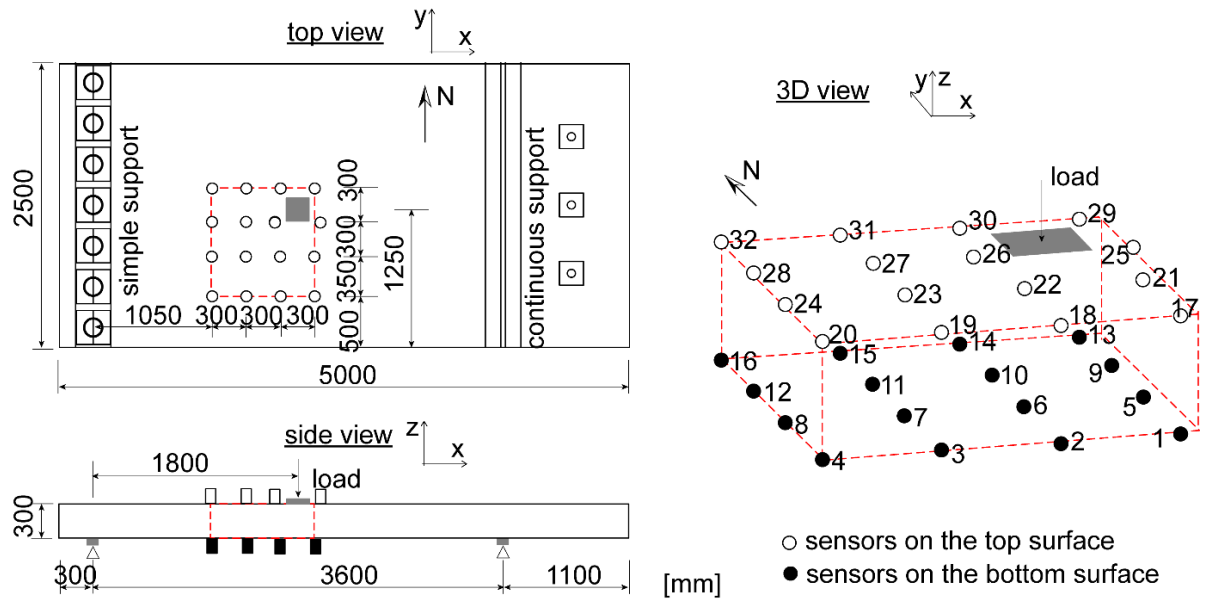 top view
y
x
N
2500
simple support
continuous support
300
300
350
500
1250
1050
300
300
300
5000
side view
z
x
1800
load
300
300
3600
1100
[mm]
3D view
y
z
x
N
load
32
31
30
29
28
27
26
25
24
23
22
21
20
19
18
17
16
15
14
13
12
11
10
9
8
7
6
5
4
3
2
1
sensors on the top surface
sensors on the bottom surface